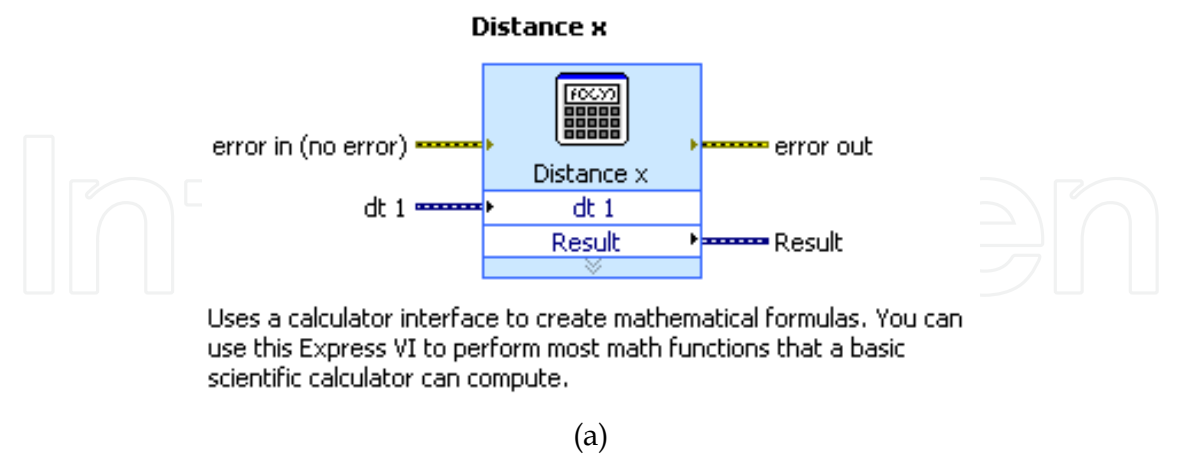 Distance x
f(x,y)
error in (no error)
error out
Distance x
dt 1
dt 1
Result
Result
Uses a calculator interface to create mathematical formulas. You can
use this Express VI to perform most math functions that a basic
scientific calculator can compute.
(a)